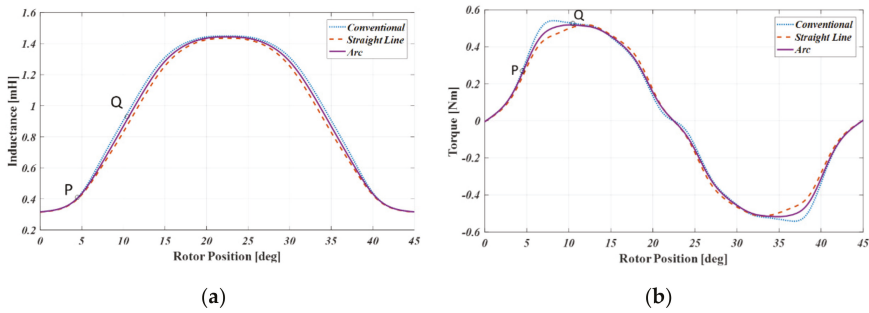 1.6
1.4
1.2
1
0.8
0.6
0.4
0.2
Inductance [mH]
0 5 10 15 20 25 30 35 40 45
Rotor Position [deg]
Conventional
Straight Line
Arc
P
Q
(a)
0.6
0.4
0.2
0
-0.2
-0.4
-0.6
Torque [Nm]
0 5 10 15 20 25 30 35 40 45
Rotor Position [deg]
Conventional
Straight Line
Arc
P
Q
(b)